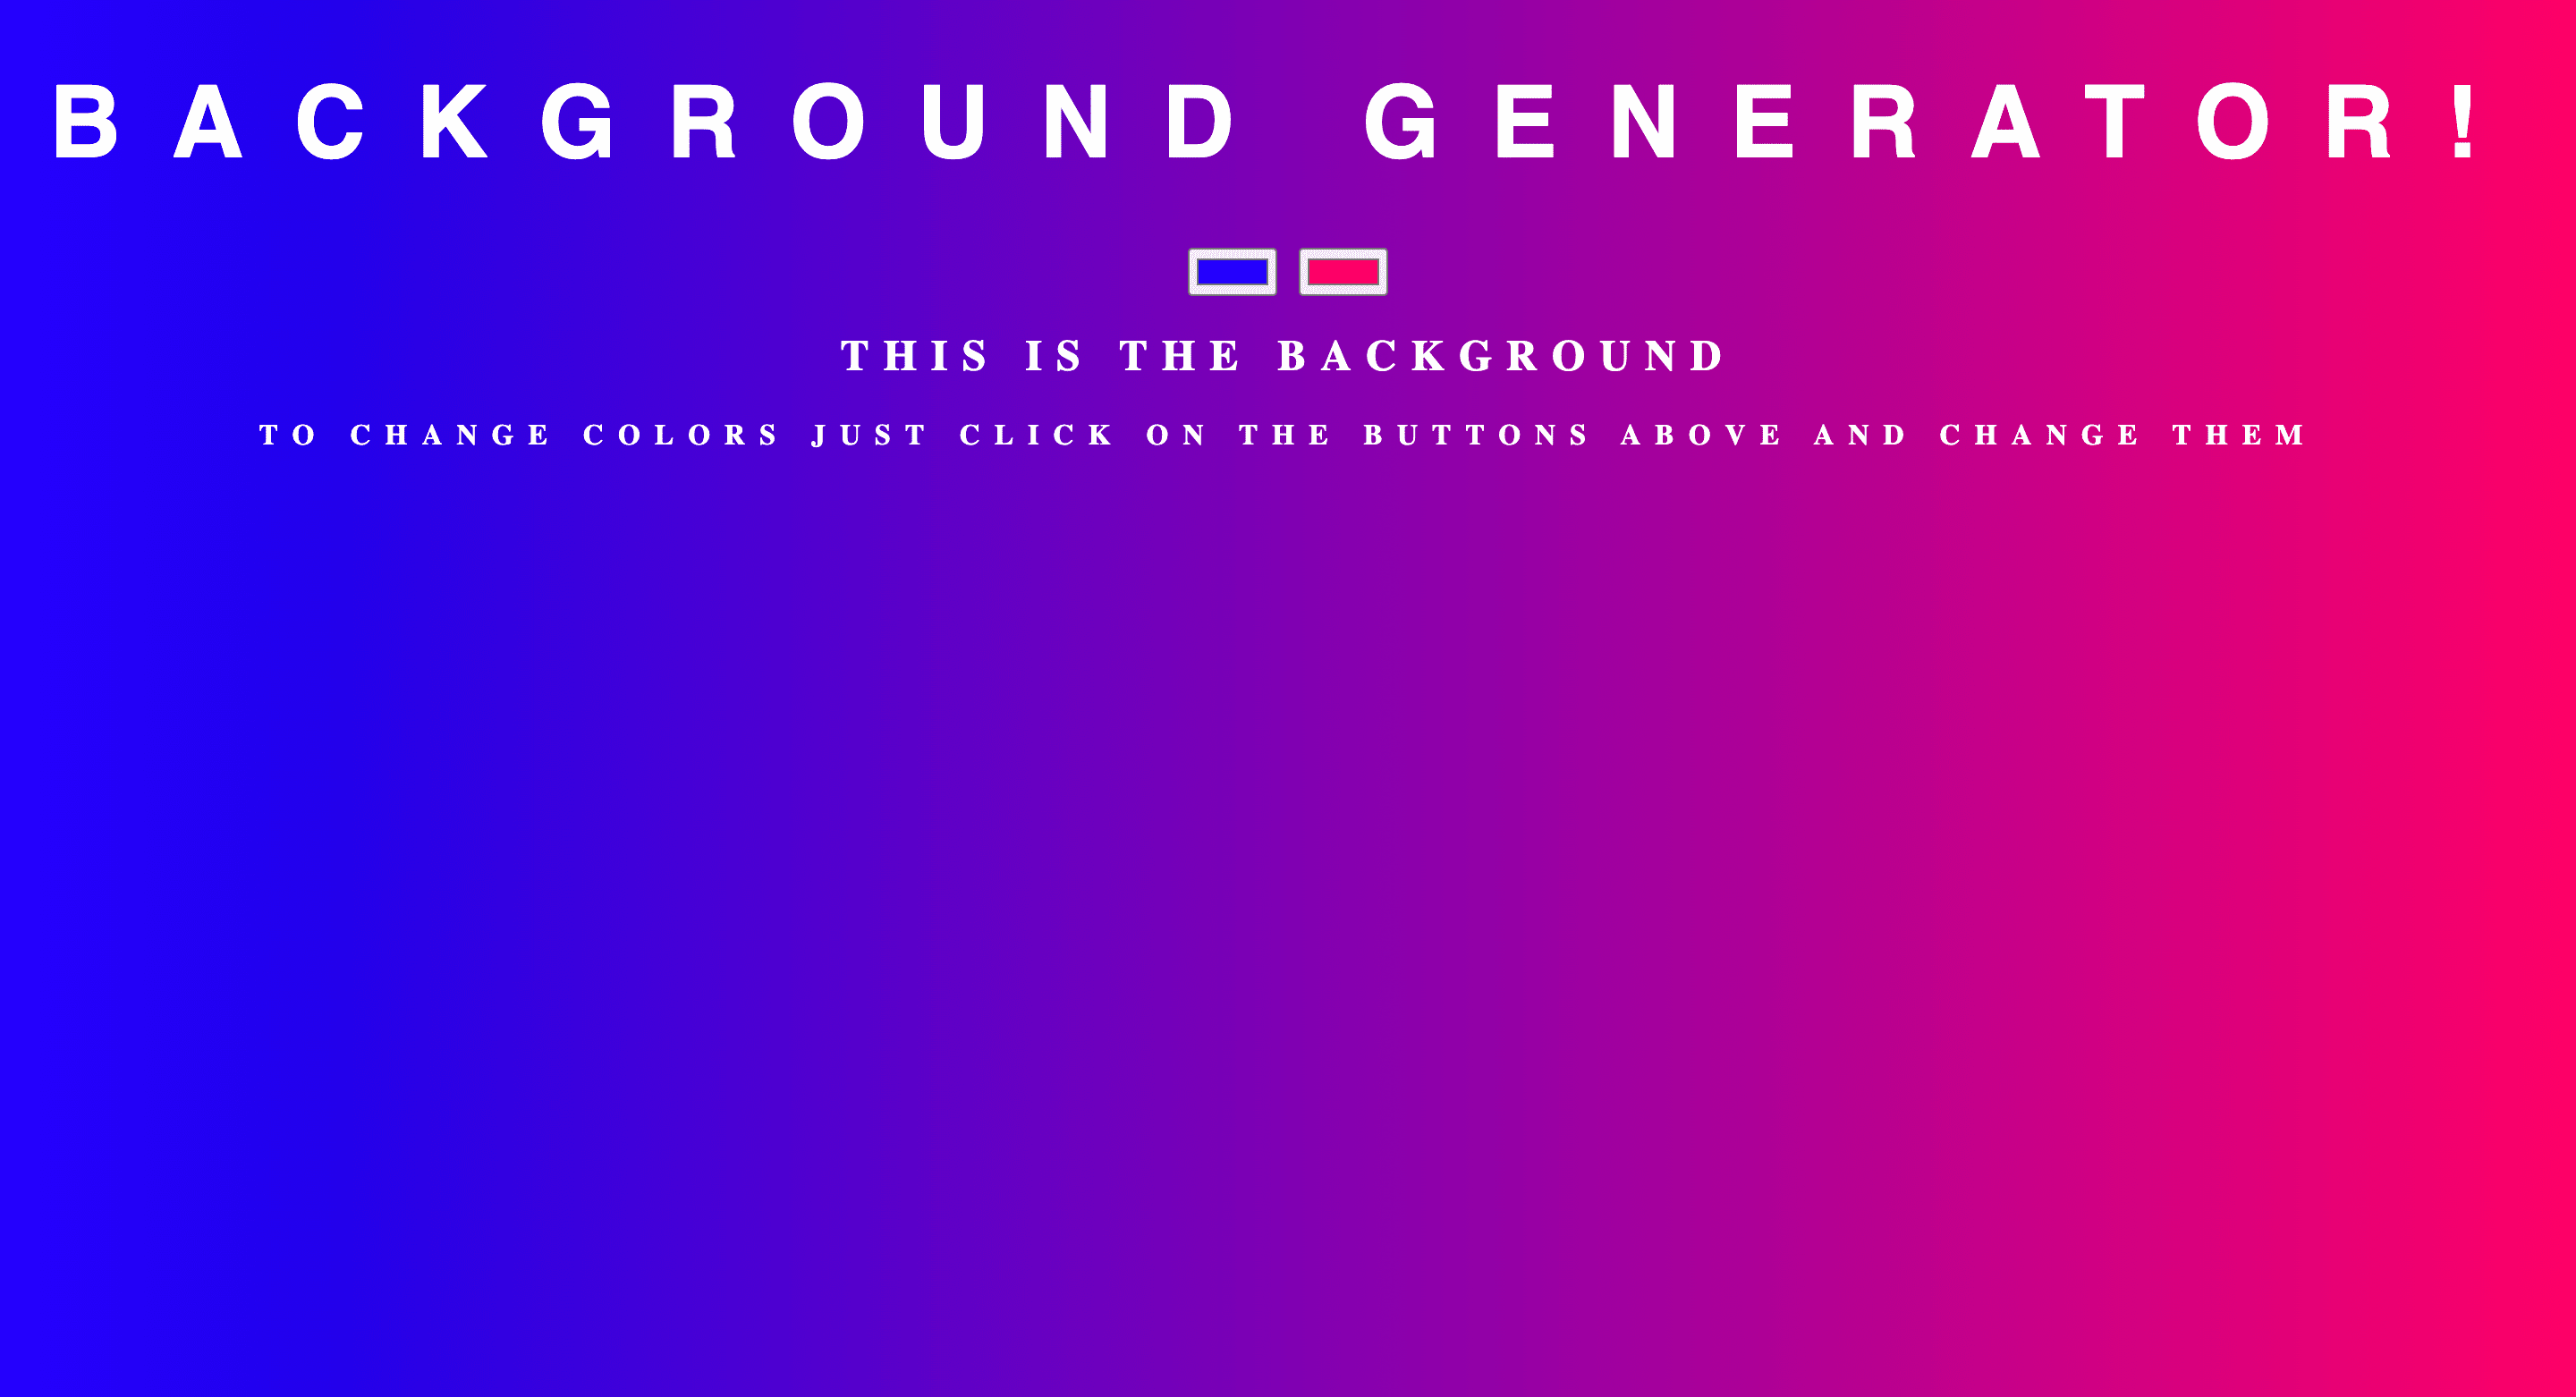 BACKGROUND GENERATOR!
THIS IS THE BACKGROUND
TO CHANGE COLORS JUST CLICK ON THE BUTTONS ABOVE AND CHANGE THEM